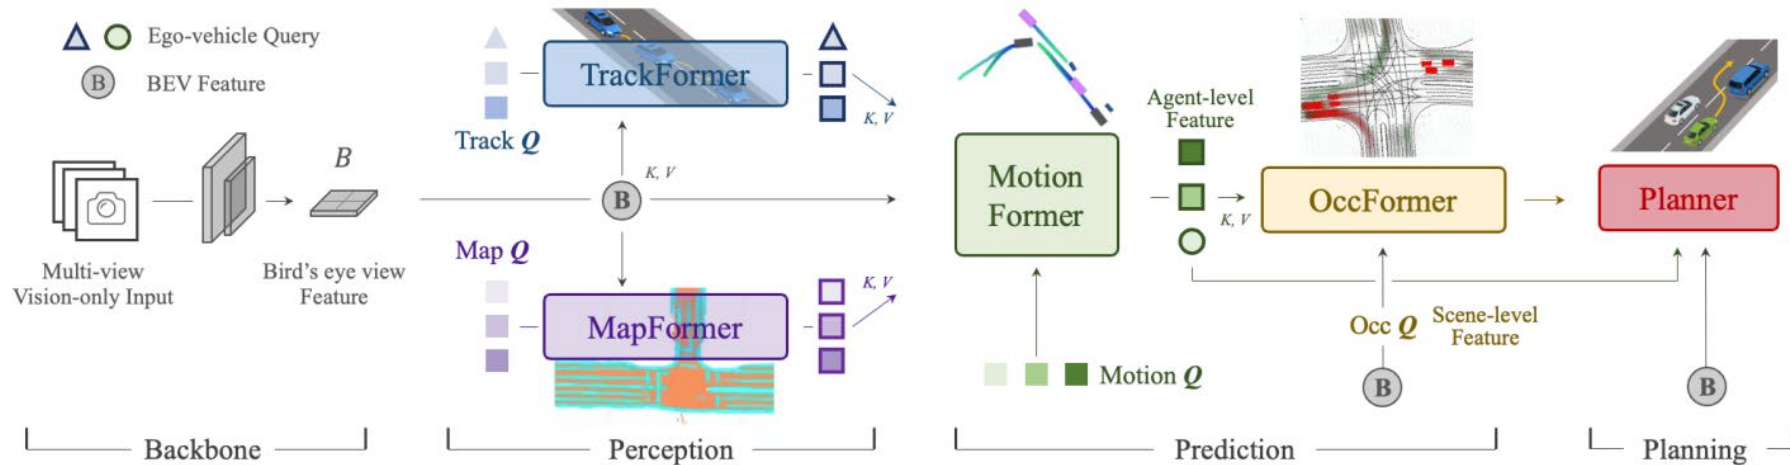 Ego-vehicle Query
B
BEV Feature
Multi-view
Vision-only Input
B
Bird's eye view
Feature
Backbone
Track Q
TrackFormer
K, V
K, V
B
Map Q
MapFormer
K, V
Perception
Motion
Former
Motion Q
Agent-level
Feature
K, V
OccFormer
Occ Q
Scene-level
Feature
B
Prediction
Planner
B
Planning